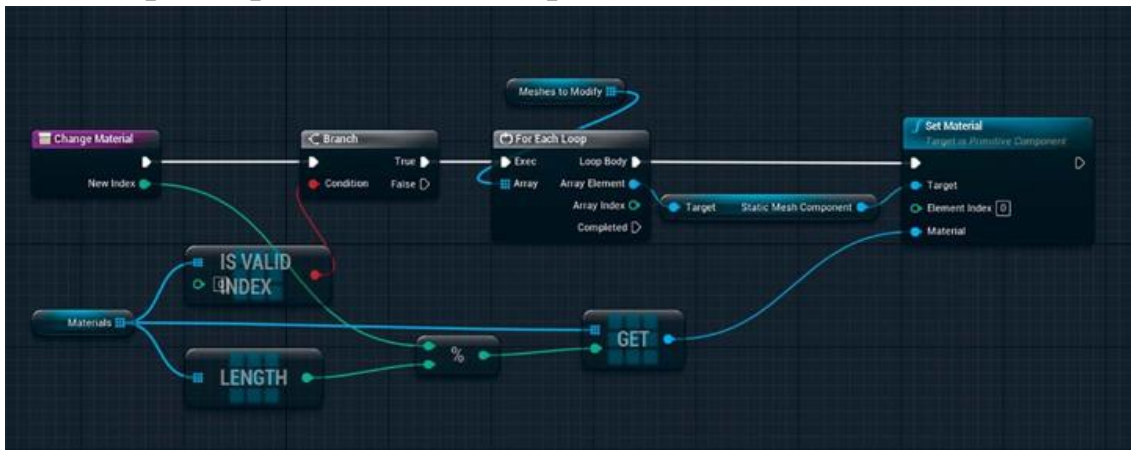 Meshes to Modify
Change Material
New Index
Branch
True
Condition
False
For Each Loop
Exec
Loop Body
Array
Array Element
Array Index
Completed
Target
Static Mesh Component
Set Material
Target is Primitive Component
Target
Element Index 0
Material
IS VALID
0 INDEX
Materials
LENGTH
%
GET